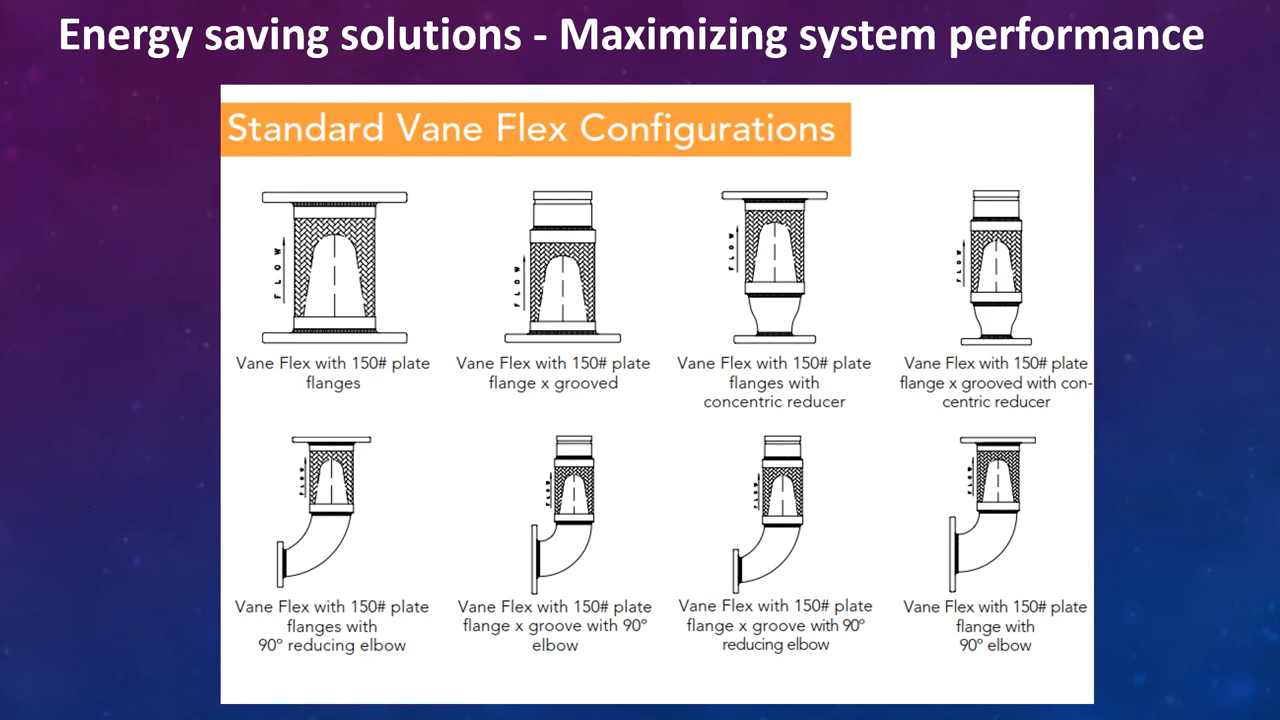 Energy saving solutions - Maximizing system performance
Standard Vane Flex Configurations
FLOW
FLOW
FLOW
FLOW
Vane Flex with 150# plate
flanges
Vane Flex with 150# plate
flange x grooved
Vane Flex with 150# plate
flanges with
concentric reducer
Vane Flex with 150# plate
flange x grooved with con-
centric reducer
FLOW
FLOW
FLOW
FLOW
Vane Flex with 150# plate
flanges with
90º reducing elbow
Vane Flex with 150# plate
flange x groove with 90º
elbow
Vane Flex with 150# plate
flange x groove with 90º
reducing elbow
Vane Flex with 150# plate
flange with
90º elbow